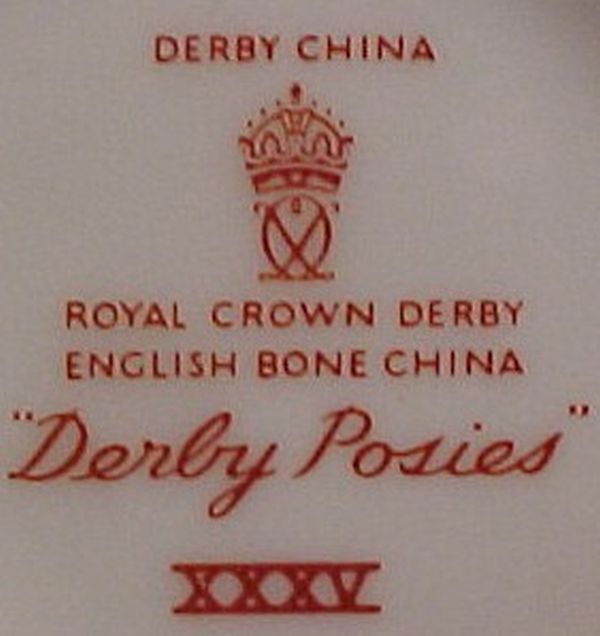 DERBY CHINA
ROYAL CROWN DERBY
ENGLISH BONE CHINA
"Derby Posies"
XXXV